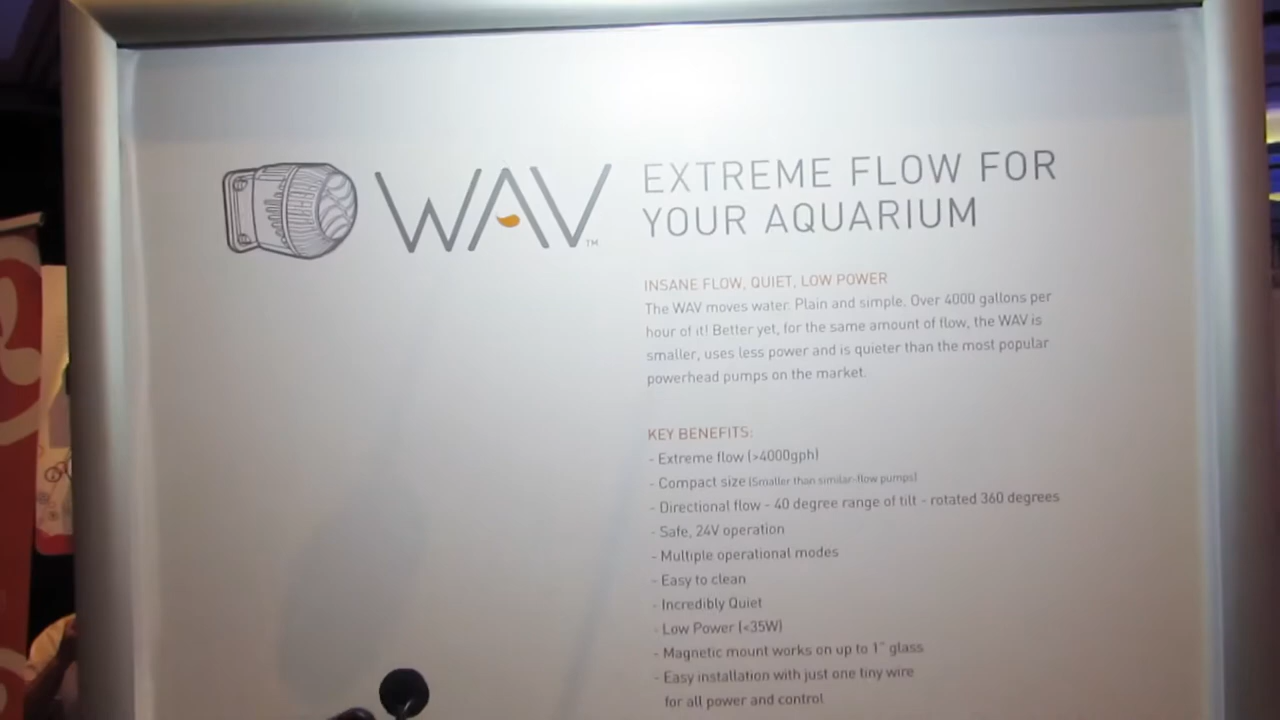 WAV™
EXTREME FLOW FOR
YOUR AQUARIUM
INSANE FLOW, QUIET, LOW POWER
The WAV moves water. Plain and simple. Over 4000 gallons per
hour of it! Better yet, for the same amount of flow, the WAV is
smaller, uses less power and is quieter than the most popular
powerhead pumps on the market.
KEY BENEFITS:
- Extreme flow (>4000gph)
- Compact size (Smaller than similar-flow pumps)
- Directional flow - 40 degree range of tilt - rotated 360 degrees
- Safe, 24V operation
- Multiple operational modes
- Easy to clean
- Incredibly Quiet
- Low Power (<35W)
- Magnetic mount works on up to 1" glass
- Easy installation with just one tiny wire
for all power and control